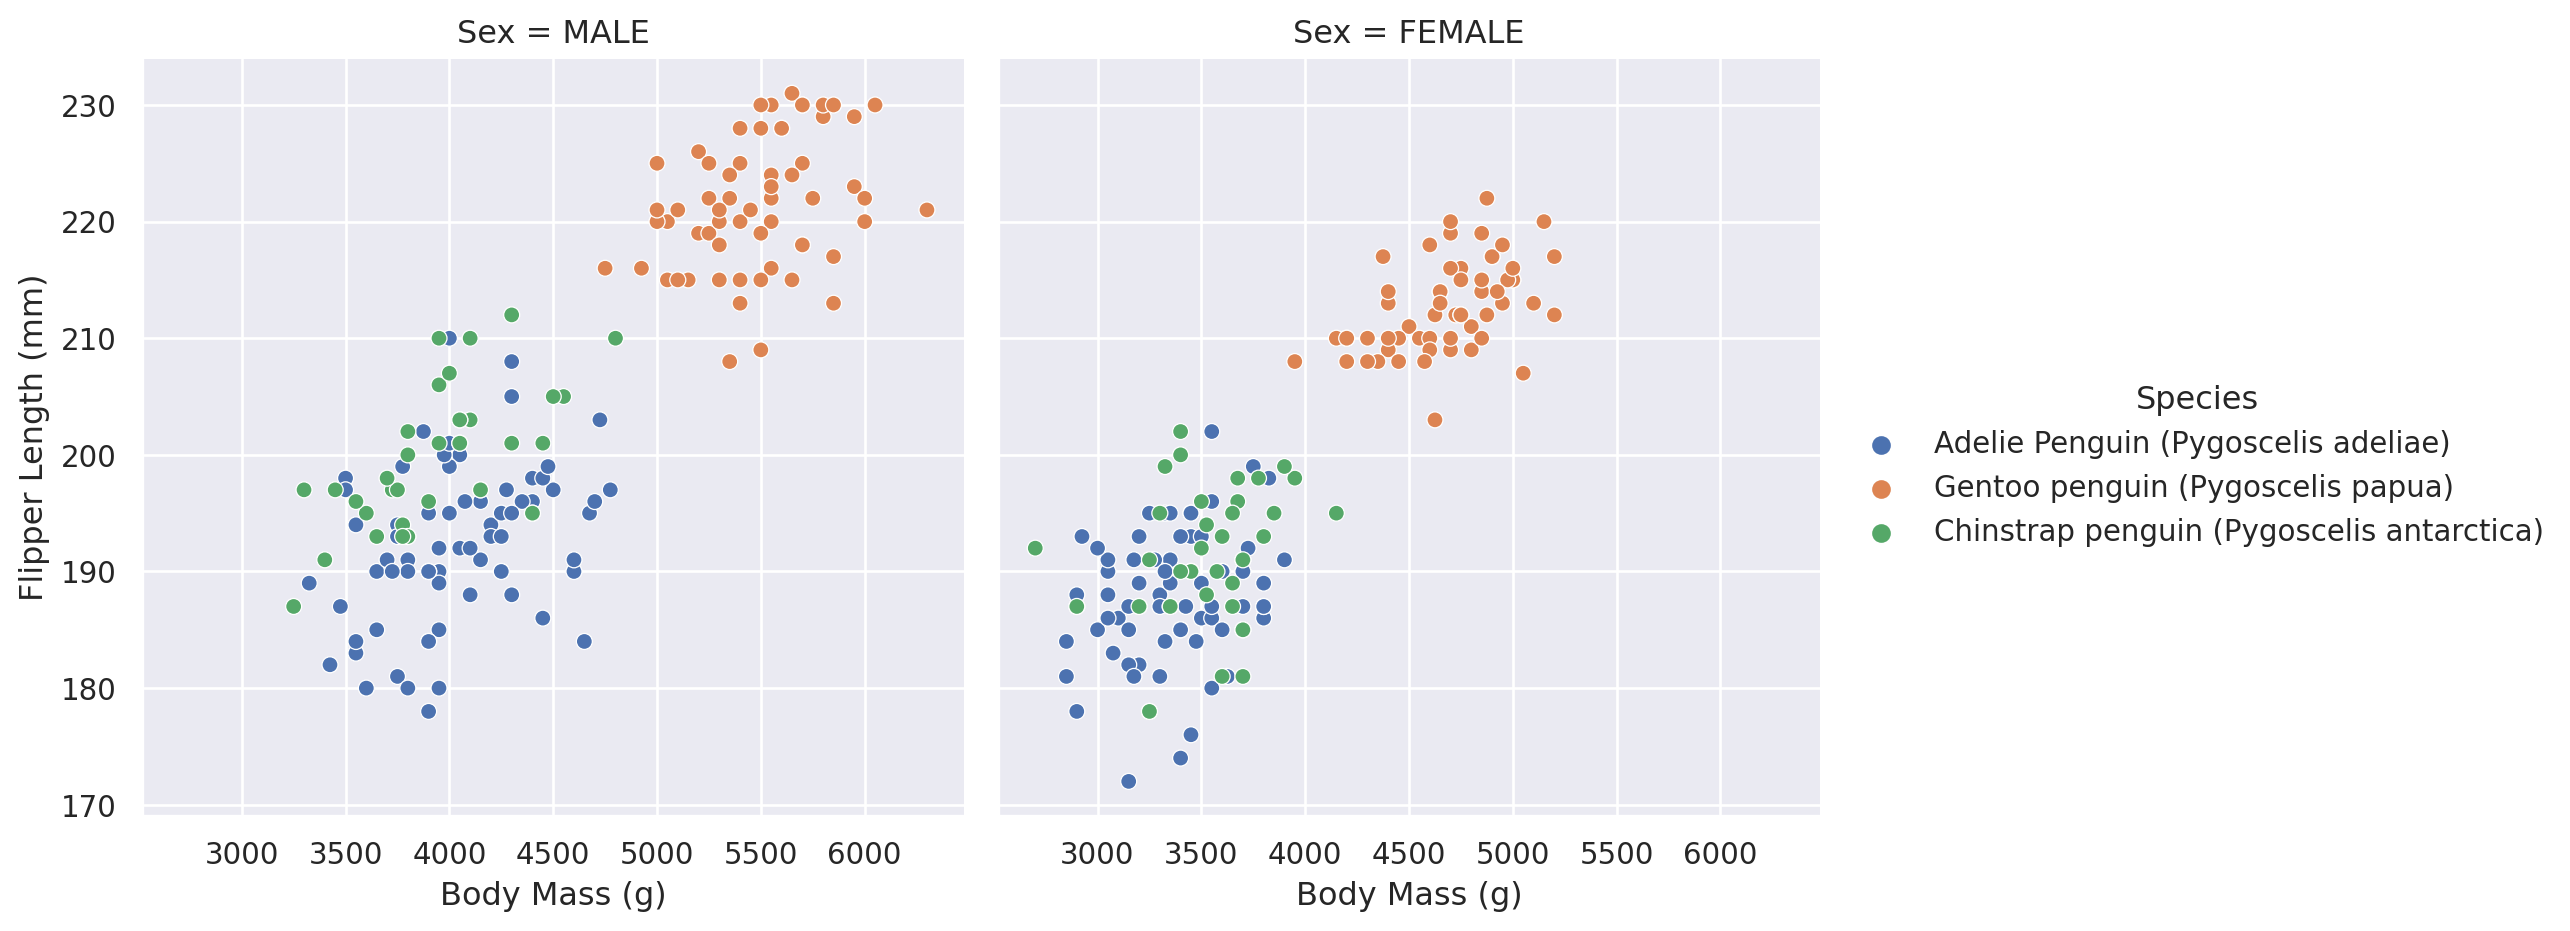 Sex = MALE
Sex = FEMALE
Flipper Length (mm)
230
220
210
200
190
180
170
3000 3500 4000 4500 5000 5500 6000
3000 3500 4000 4500 5000 5500 6000
Body Mass (g)
Body Mass (g)
Species
Adelie Penguin (Pygoscelis adeliae)
Gentoo penguin (Pygoscelis papua)
Chinstrap penguin (Pygoscelis antarctica)